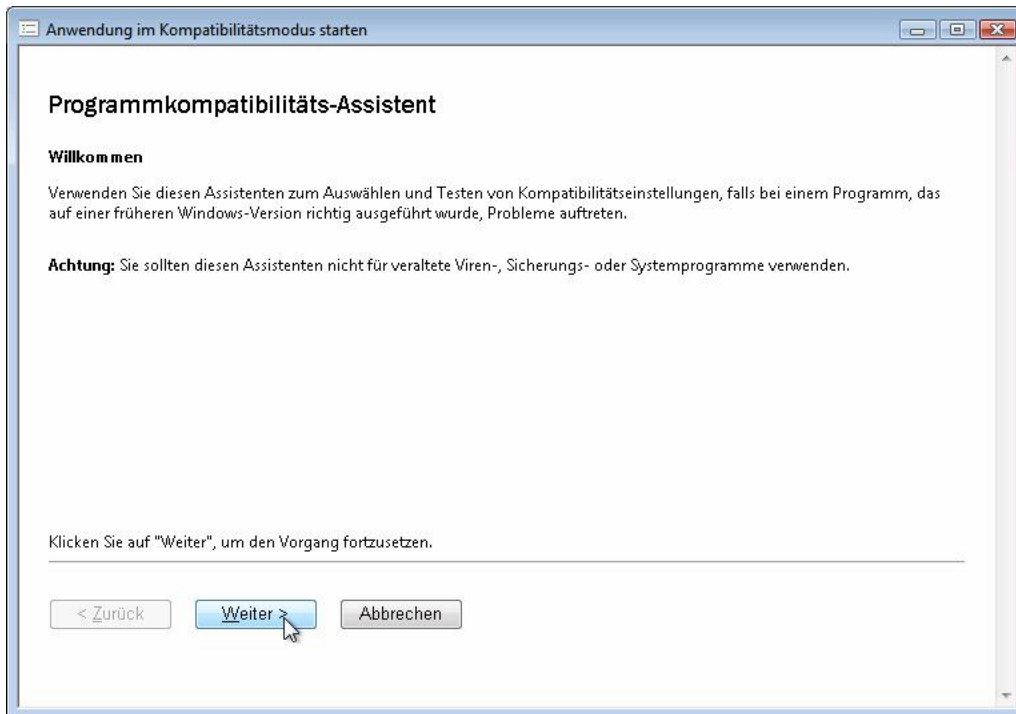 Anwendung im Kompatibilitätsmodus starten
Programmkompatibilitäts-Assistent
Willkommen
Verwenden Sie diesen Assistenten zum Auswählen und Testen von Kompatibilitätseinstellungen, falls bei einem Programm, das
auf einer früheren Windows-Version richtig ausgeführt wurde, Probleme auftreten.
Achtung: Sie sollten diesen Assistenten nicht für veraltete Viren-, Sicherungs- oder Systemprogramme verwenden.
Klicken Sie auf "Weiter", um den Vorgang fortzusetzen.
< Zurück Weiter > Abbrechen